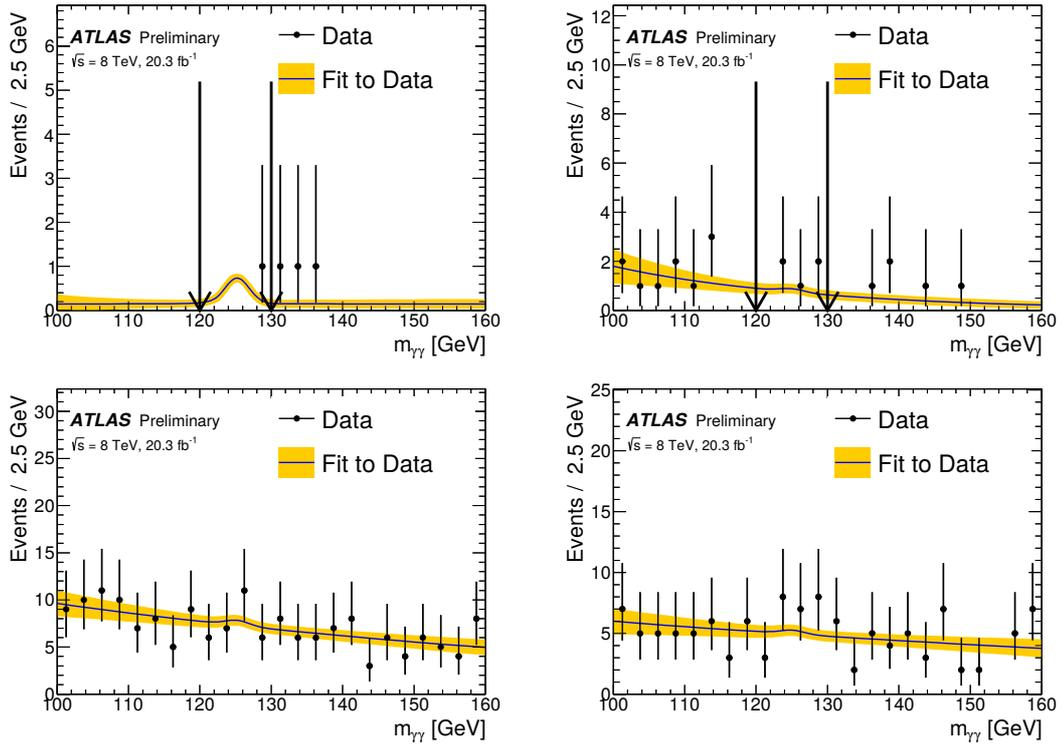 ATLAS Preliminary
√s = 8 TeV, 20.3 fb⁻¹
Data
Fit to Data
Events / 2.5 GeV
6
5
4
3
2
1
0
100 110 120 130 140 150 160
mγγ [GeV]
ATLAS Preliminary
√s = 8 TeV, 20.3 fb⁻¹
Data
Fit to Data
Events / 2.5 GeV
12
10
8
6
4
2
0
100 110 120 130 140 150 160
mγγ [GeV]
ATLAS Preliminary
√s = 8 TeV, 20.3 fb⁻¹
Data
Fit to Data
Events / 2.5 GeV
30
25
20
15
10
5
0
100 110 120 130 140 150 160
mγγ [GeV]
ATLAS Preliminary
√s = 8 TeV, 20.3 fb⁻¹
Data
Fit to Data
Events / 2.5 GeV
25
20
15
10
5
0
100 110 120 130 140 150 160
mγγ [GeV]